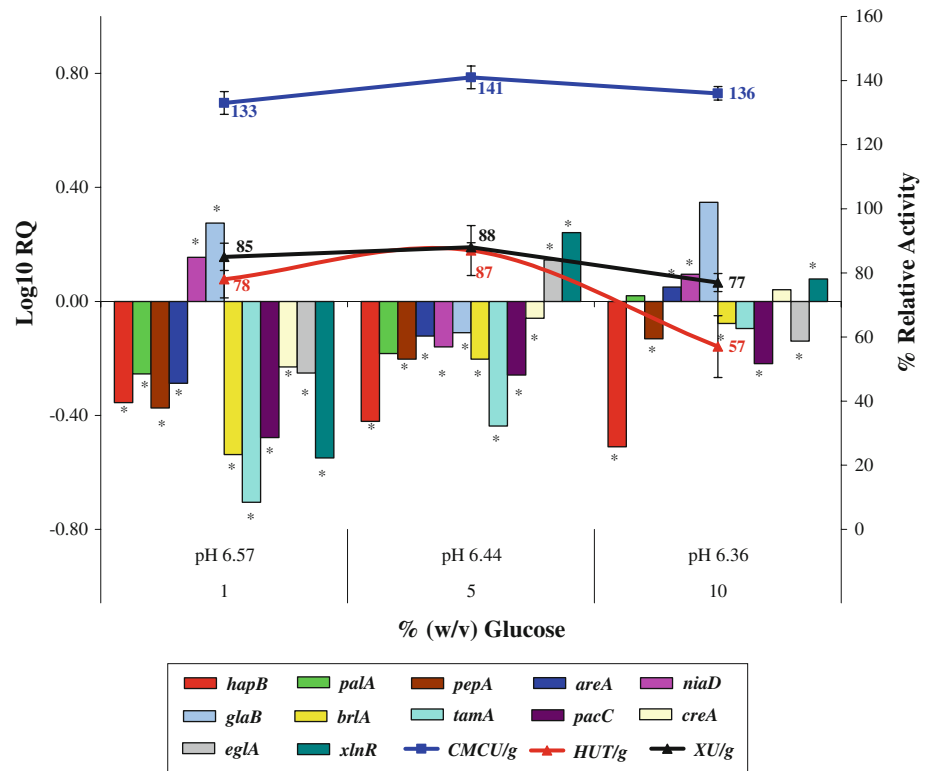 160
0.80
140
133
141
136
120
0.40
100
Log10 RQ
% Relative Activity
85
88
80
78
87
77
0.00
60
57
-0.40
40
20
-0.80
0
* * * * * * * * * * * *
* * * * * * * * * * *
* * * * * * * *
pH 6.57
pH 6.44
pH 6.36
1
5
10
% (w/v) Glucose
hapB palA pepA areA niaD
glaB brlA tamA pacC creA
eglA xlnR CMCU/g HUT/g XU/g